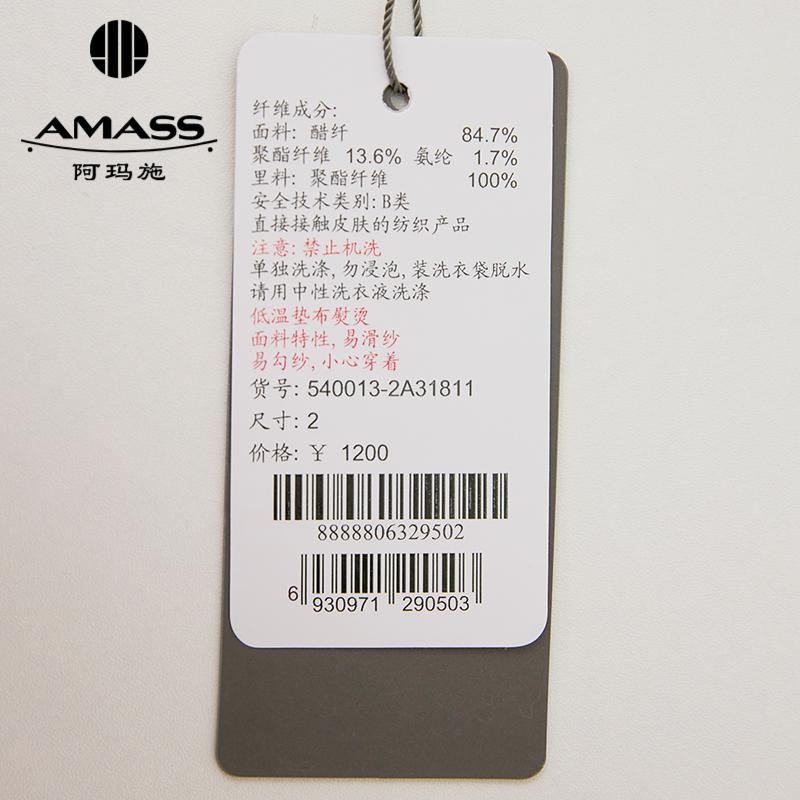 AMASS
阿玛施
纤维成分:
面料: 醋纤 84.7%
聚酯纤维 13.6% 氨纶 1.7%
里料: 聚酯纤维 100%
安全技术类别: B类
直接接触皮肤的纺织产品
注意: 禁止机洗
单独洗涤, 勿浸泡, 装洗衣袋脱水
请用中性洗衣液洗涤
低温垫布熨烫
面料特性, 易滑纱
易勾纱, 小心穿着
货号: 540013-2A31811
尺寸: 2
价格: ￥ 1200
8888806329502
6 930971 290503